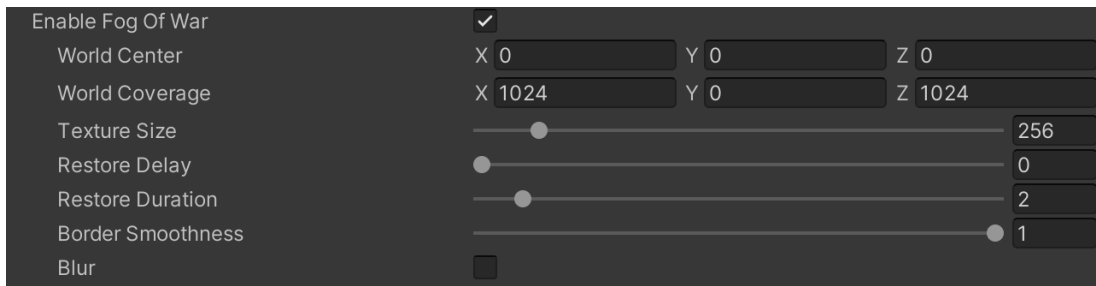 Enable Fog Of War
World Center X 0 Y 0 Z 0
World Coverage X 1024 Y 0 Z 1024
Texture Size 256
Restore Delay 0
Restore Duration 2
Border Smoothness 1
Blur